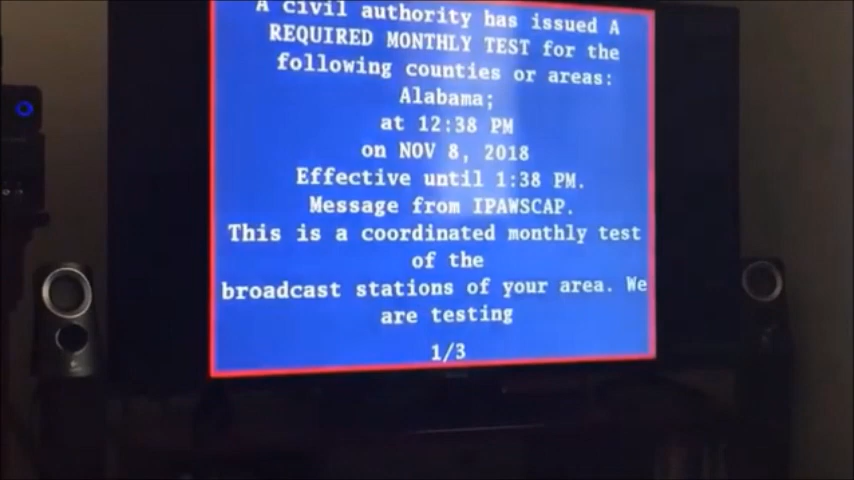 A civil authority has issued A
REQUIRED MONTHLY TEST for the
following counties or areas:
Alabama;
at 12:38 PM
on NOV 8, 2018
Effective until 1:38 PM.
Message from IPAWSCAP.
This is a coordinated monthly test
of the
broadcast stations of your area. We
are testing
1/3